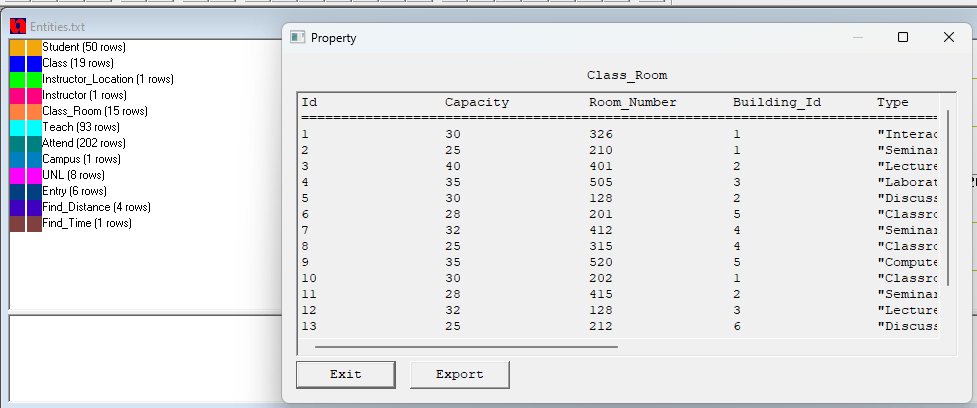 Entities.txt
Student (50 rows)
Class (19 rows)
Instructor_Location (1 rows)
Instructor (1 rows)
Class_Room (15 rows)
Teach (93 rows)
Attend (202 rows)
Campus (1 rows)
UNL (8 rows)
Entry (6 rows)
Find_Distance (4 rows)
Find_Time (1 rows)
Property
Class_Room
Id Capacity Room_Number Building_Id Type
1 30 326 1 "Interac
2 25 210 1 "Seminar
3 40 401 2 "Lecture
4 35 505 3 "Laborat
5 30 128 2 "Discuss
6 28 201 5 "Classro
7 32 412 4 "Seminar
8 25 315 4 "Classro
9 35 520 5 "Compute
10 30 202 1 "Classro
11 28 415 2 "Seminar
12 32 128 3 "Lecture
13 25 212 6 "Discuss
Exit Export